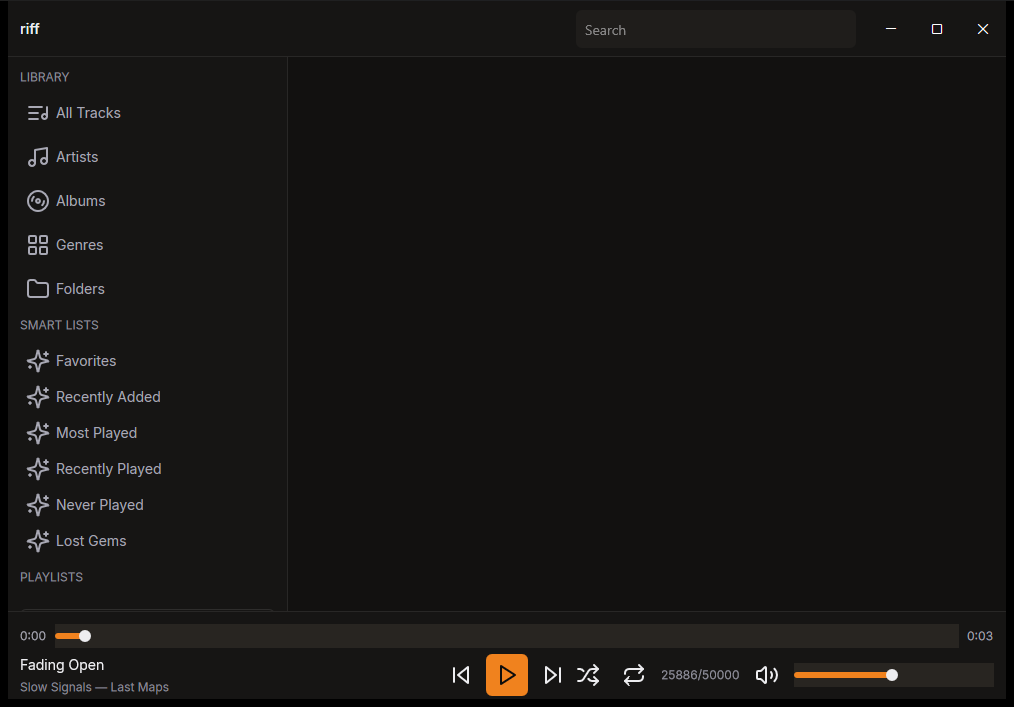 riff
Search
LIBRARY
All Tracks
Artists
Albums
Genres
Folders
SMART LISTS
Favorites
Recently Added
Most Played
Recently Played
Never Played
Lost Gems
PLAYLISTS
0:00
0:03
Fading Open
Slow Signals — Last Maps
25886/50000